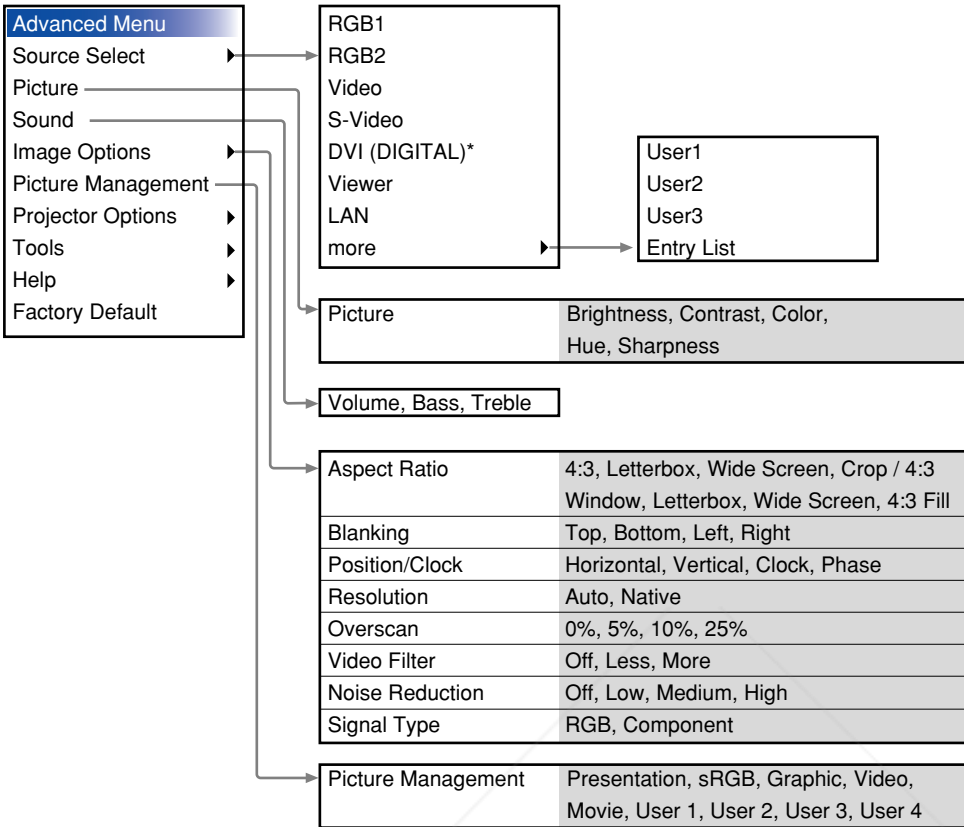 Advanced Menu
Source Select
Picture
Sound
Image Options
Picture Management
Projector Options
Tools
Help
Factory Default
RGB1
RGB2
Video
S-Video
DVI (DIGITAL)*
Viewer
LAN
more
User1
User2
User3
Entry List
Picture
Brightness, Contrast, Color,
Hue, Sharpness
Volume, Bass, Treble
Aspect Ratio
4:3, Letterbox, Wide Screen, Crop / 4:3
Window, Letterbox, Wide Screen, 4:3 Fill
Blanking
Top, Bottom, Left, Right
Position/Clock
Horizontal, Vertical, Clock, Phase
Resolution
Auto, Native
Overscan
0%, 5%, 10%, 25%
Video Filter
Off, Less, More
Noise Reduction
Off, Low, Medium, High
Signal Type
RGB, Component
Picture Management
Presentation, sRGB, Graphic, Video,
Movie, User 1, User 2, User 3, User 4